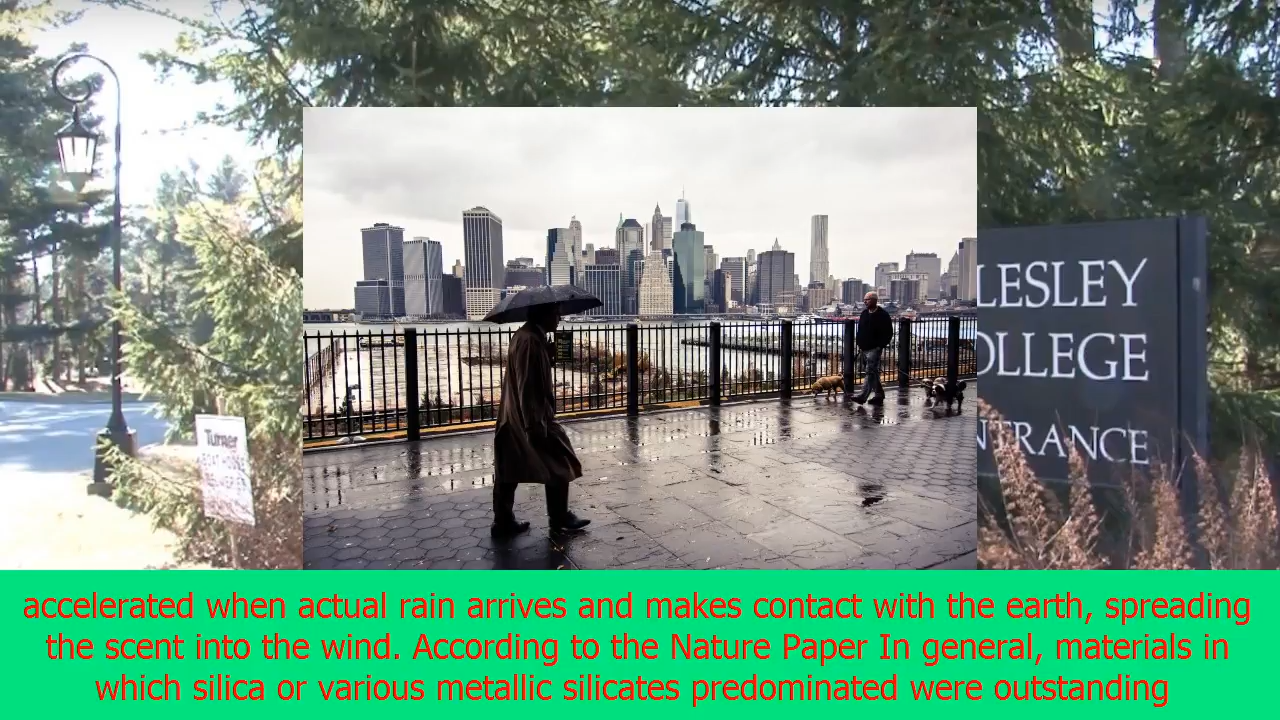 LESLEY
OLLEGE
NTRANCE
Turner
accelerated when actual rain arrives and makes contact with the earth, spreading
the scent into the wind. According to the Nature Paper In general, materials in
which silica or various metallic silicates predominated were outstanding